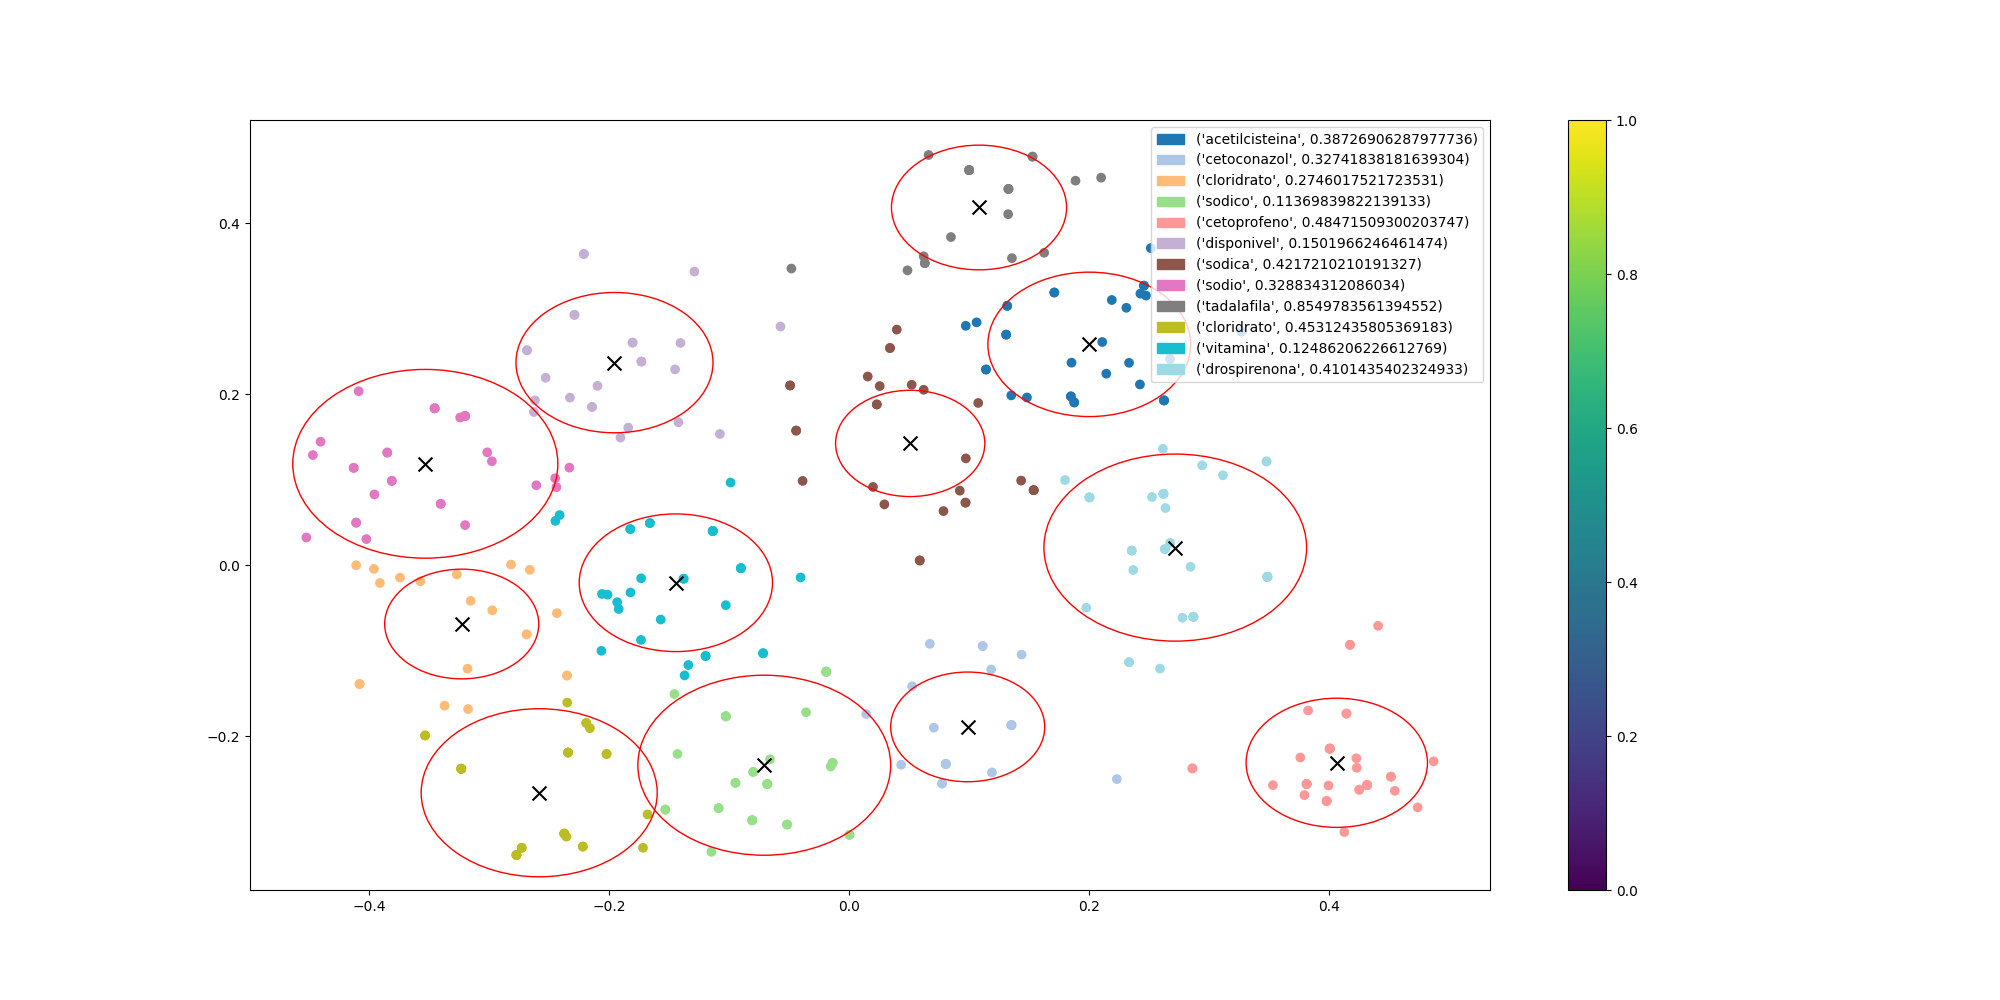 ('acetilcisteina', 0.38726906287977736)
('cetoconazol', 0.32741838181639304)
('cloridrato', 0.2746017521723531)
('sodico', 0.11369839822139133)
('cetoprofeno', 0.48471509300203747)
('disponivel', 0.1501966246461474)
('sodica', 0.4217210210191327)
('sodio', 0.328834312086034)
('tadalafila', 0.8549783561394552)
('cloridrato', 0.45312435805369183)
('vitamina', 0.12486206226612769)
('drospirenona', 0.4101435402324933)
0.4
0.2
0.0
−0.2
−0.4 −0.2 0.0 0.2 0.4
1.0
0.8
0.6
0.4
0.2
0.0